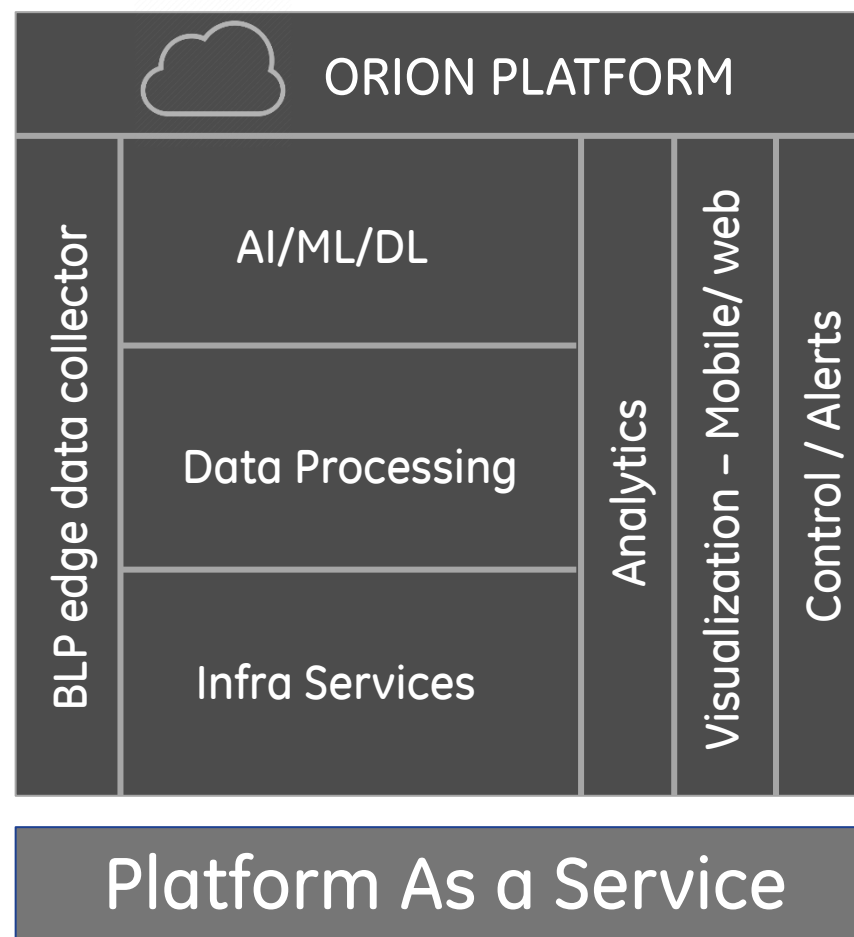 ORION PLATFORM
BLP edge data collector
AI/ML/DL
Data Processing
Infra Services
Analytics
Visualization – Mobile/ web
Control / Alerts
Platform As a Service